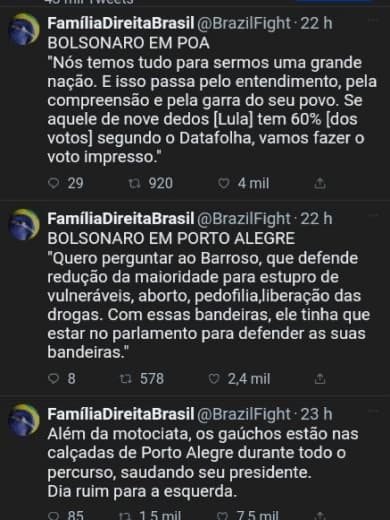 FamíliaDireitaBrasil @BrazilFight · 22 h
BOLSONARO EM POA
"Nós temos tudo para sermos uma grande
nação. E isso passa pelo entendimento, pela
compreensão e pela garra do seu povo. Se
aquele de nove dedos [Lula] tem 60% [dos
votos] segundo o Datafolha, vamos fazer o
voto impresso."
29 920 4 mil
FamíliaDireitaBrasil @BrazilFight · 22 h
BOLSONARO EM PORTO ALEGRE
"Quero perguntar ao Barroso, que defende
redução da maioridade para estupro de
vulneráveis, aborto, pedofilia,liberação das
drogas. Com essas bandeiras, ele tinha que
estar no parlamento para defender as suas
bandeiras."
8 578 2,4 mil
FamíliaDireitaBrasil @BrazilFight · 23 h
Além da motociata, os gaúchos estão nas
calçadas de Porto Alegre durante todo o
percurso, saudando seu presidente.
Dia ruim para a esquerda.
85 1,5 mil 7,5 mil